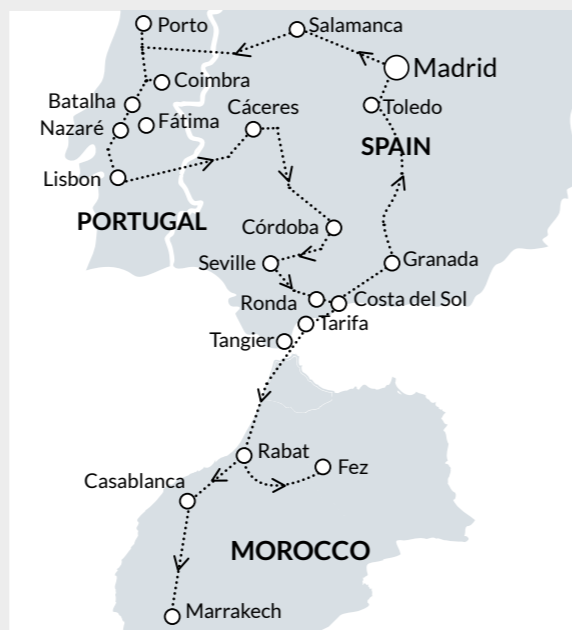 Porto
Salamanca
Madrid
Coimbra
Batalha
Toledo
Cáceres
Nazaré
Fátima
SPAIN
Lisbon
PORTUGAL
Córdoba
Seville
Granada
Ronda
Costa del Sol
Tarifa
Tangier
Rabat
Fez
Casablanca
MOROCCO
Marrakech